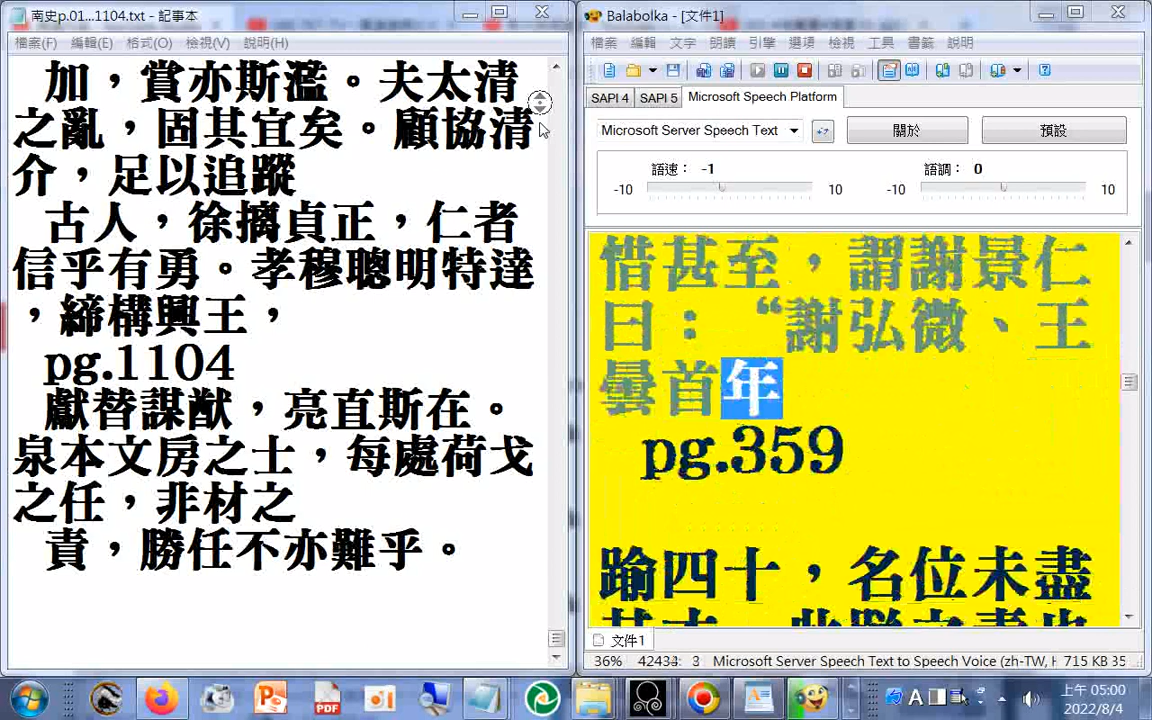 南史p.01...1104.txt - 記事本
檔案(F) 編輯(E) 格式(O) 檢視(V) 說明(H)
加，賞亦斯濫。夫太清
之亂，固其宜矣。顧協清
介，足以追蹤
古人，徐摛貞正，仁者
信乎有勇。孝穆聰明特達
，締構興王，
pg.1104
獻替謀猷，亮直斯在。
泉本文房之士，每處荷戈
之任，非材之
責，勝任不亦難乎。
Balabolka - [文件1]
檔案 編輯 文字 朗讀 引擎 選項 檢視 工具 書籤 說明
SAPI 4 SAPI 5 Microsoft Speech Platform
Microsoft Server Speech Text 關於 預設
語速： -1 語調： 0
-10 10 -10 10
惜甚至，謂謝景仁
曰：“謝弘微、王
曇首年
pg.359
踰四十，名位未盡
文件1
36% 42434: 3 Microsoft Server Speech Text to Speech Voice (zh-TW, H 715 KB 35
上午 05:00
2022/8/4